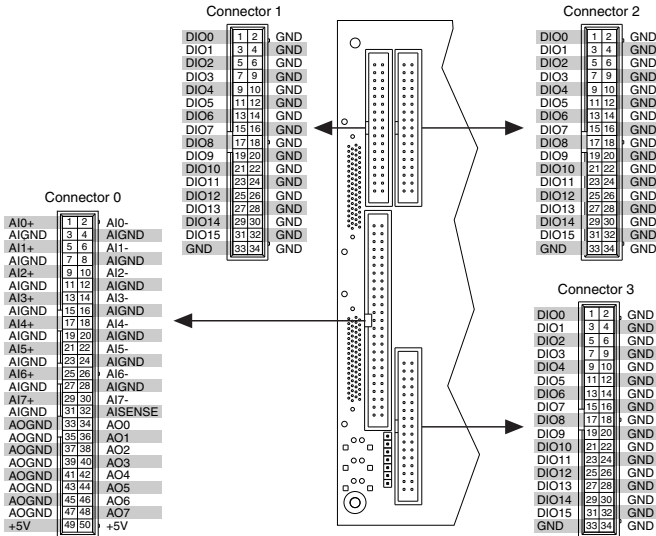 Connector 1
DIO0 1 2 GND
DIO1 3 4 GND
DIO2 5 6 GND
DIO3 7 9 GND
DIO4 9 10 GND
DIO5 11 12 GND
DIO6 13 14 GND
DIO7 15 16 GND
DIO8 17 18 GND
DIO9 19 20 GND
DIO10 21 22 GND
DIO11 23 24 GND
DIO12 25 26 GND
DIO13 27 28 GND
DIO14 29 30 GND
DIO15 31 32 GND
GND 33 34 GND
Connector 2
DIO0 1 2 GND
DIO1 3 4 GND
DIO2 5 6 GND
DIO3 7 9 GND
DIO4 9 10 GND
DIO5 11 12 GND
DIO6 13 14 GND
DIO7 15 16 GND
DIO8 17 18 GND
DIO9 19 20 GND
DIO10 21 22 GND
DIO11 23 24 GND
DIO12 25 26 GND
DIO13 27 28 GND
DIO14 29 30 GND
DIO15 31 32 GND
GND 33 34 GND
Connector 0
AI0+ 1 2 AI0-
AIGND 3 4 AIGND
AI1+ 5 6 AI1-
AIGND 7 8 AIGND
AI2+ 9 10 AI2-
AIGND 11 12 AIGND
AI3+ 13 14 AI3-
AIGND 15 16 AIGND
AI4+ 17 18 AI4-
AIGND 19 20 AIGND
AI5+ 21 22 AI5-
AIGND 23 24 AIGND
AI6+ 25 26 AI6-
AIGND 27 28 AIGND
AI7+ 29 30 AI7-
AIGND 31 32 AISENSE
AOGND 33 34 AO0
AOGND 35 36 AO1
AOGND 37 38 AO2
AOGND 39 40 AO3
AOGND 41 42 AO4
AOGND 43 44 AO5
AOGND 45 46 AO6
AOGND 47 48 AO7
+5V 49 50 +5V
Connector 3
DIO0 1 2 GND
DIO1 3 4 GND
DIO2 5 6 GND
DIO3 7 9 GND
DIO4 9 10 GND
DIO5 11 12 GND
DIO6 13 14 GND
DIO7 15 16 GND
DIO8 17 18 GND
DIO9 19 20 GND
DIO10 21 22 GND
DIO11 23 24 GND
DIO12 25 26 GND
DIO13 27 28 GND
DIO14 29 30 GND
DIO15 31 32 GND
GND 33 34 GND